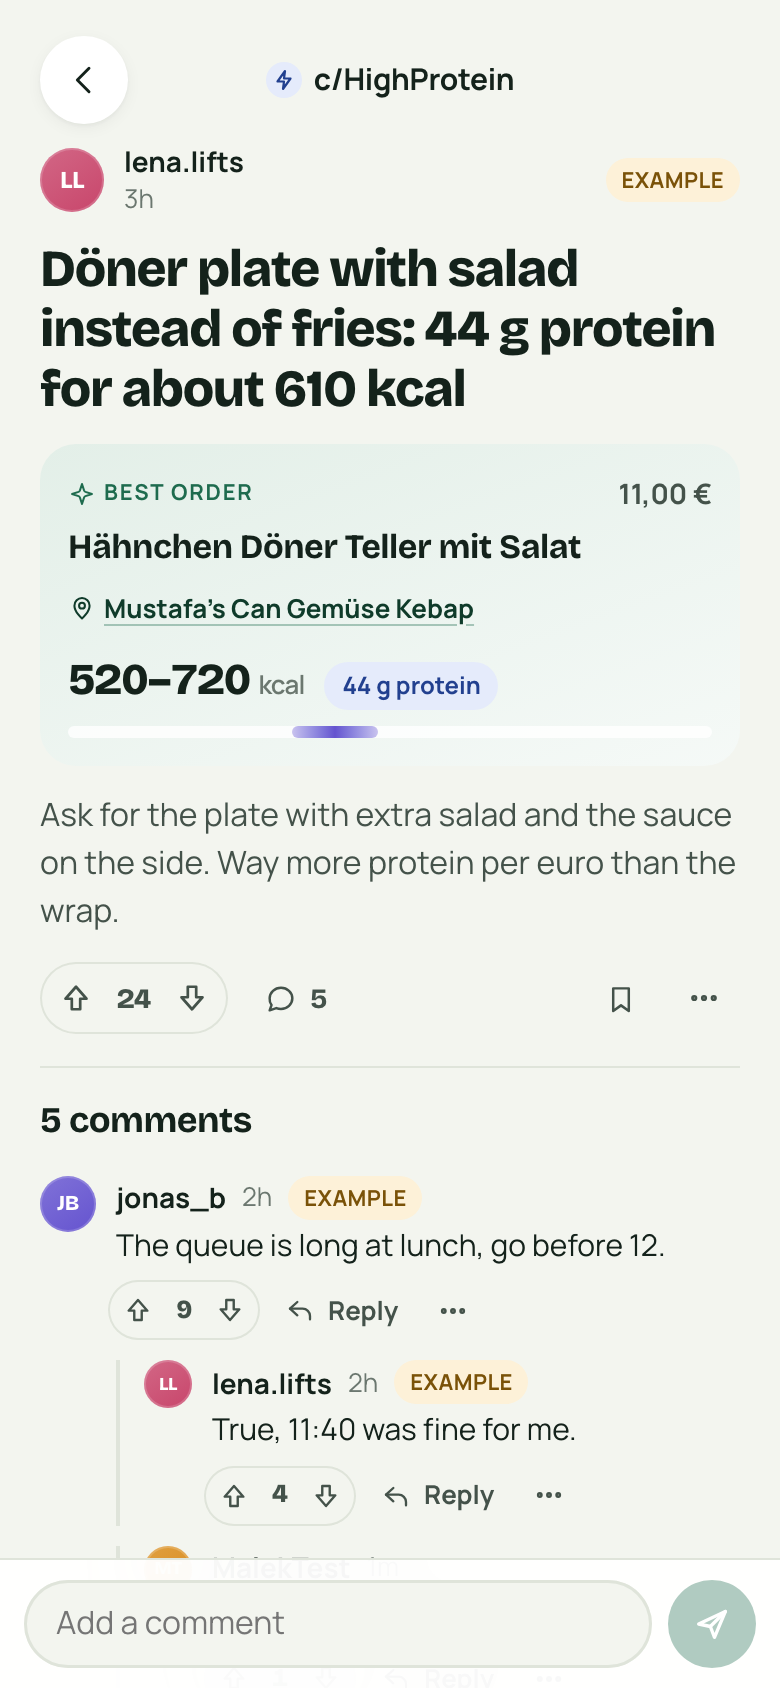 c/HighProtein
LL
lena.lifts
3h
EXAMPLE
Döner plate with salad
instead of fries: 44 g protein
for about 610 kcal
BEST ORDER
11,00 €
Hähnchen Döner Teller mit Salat
Mustafa's Can Gemüse Kebap
520–720 kcal
44 g protein
Ask for the plate with extra salad and the sauce
on the side. Way more protein per euro than the
wrap.
24
5
5 comments
JB
jonas_b 2h EXAMPLE
The queue is long at lunch, go before 12.
9 Reply
LL
lena.lifts 2h EXAMPLE
True, 11:40 was fine for me.
4 Reply
MalekTest 1m
Add a comment
1 Reply